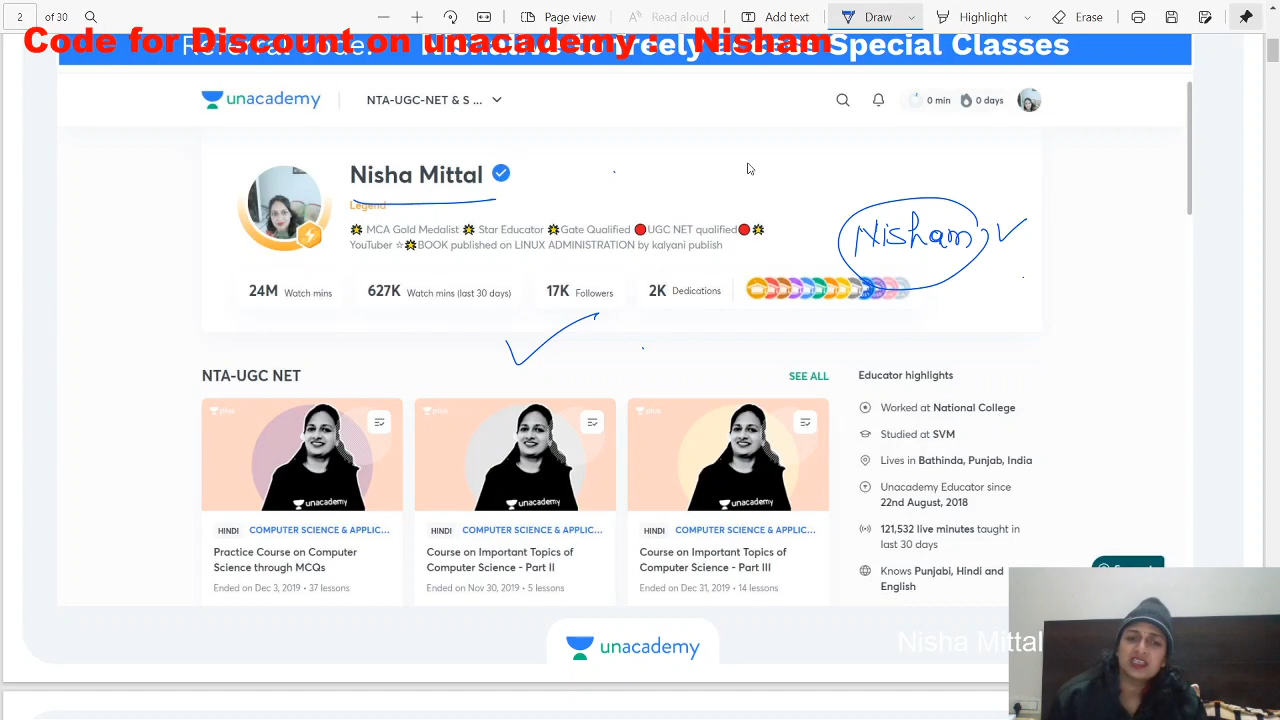 2 of 30 Page view Read aloud Add text Draw Highlight Erase
Code for Discount on unacademy : Nisham
Special Classes
unacademy NTA-UGC-NET & S ... 0 min 0 days
Nisha Mittal
Legend
MCA Gold Medalist Star Educator Gate Qualified UGC NET qualified
YouTuber ☆ BOOK published on LINUX ADMINISTRATION by kalyani publish
Nisham
24M Watch mins 627K Watch mins (last 30 days) 17K Followers 2K Dedications
NTA-UGC NET SEE ALL
plus plus plus
unacademy unacademy unacademy
HINDI COMPUTER SCIENCE & APPLIC... HINDI COMPUTER SCIENCE & APPLIC... HINDI COMPUTER SCIENCE & APPLIC...
Practice Course on Computer
Science through MCQs
Ended on Dec 3, 2019 • 37 lessons
Course on Important Topics of
Computer Science - Part II
Ended on Nov 30, 2019 • 5 lessons
Course on Important Topics of
Computer Science - Part III
Ended on Dec 31, 2019 • 14 lessons
Educator highlights
Worked at National College
Studied at SVM
Lives in Bathinda, Punjab, India
Unacademy Educator since
22nd August, 2018
121,532 live minutes taught in
last 30 days
Knows Punjabi, Hindi and
English
unacademy
Nisha Mittal